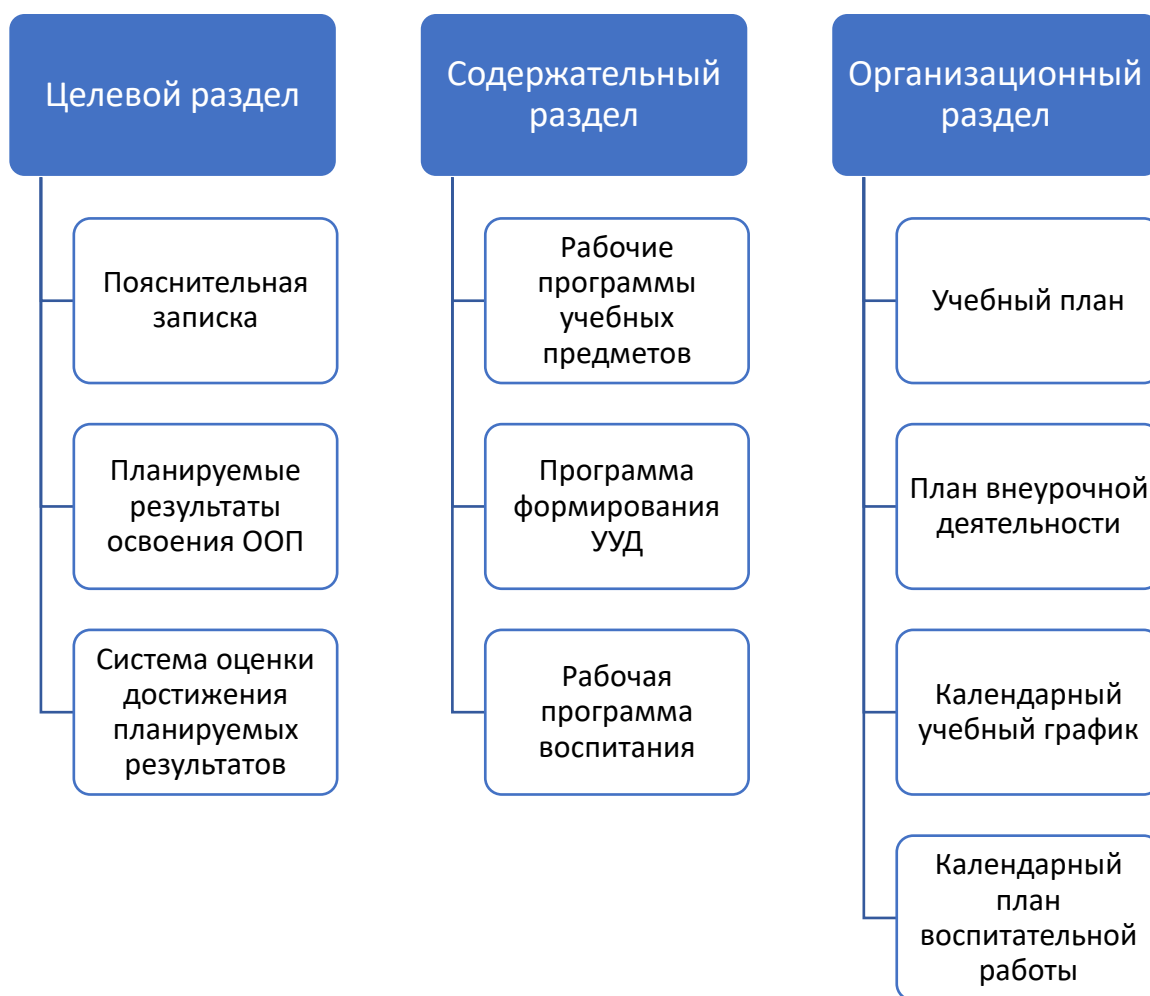 Целевой раздел
Пояснительная
записка
Планируемые
результаты
освоения ООП
Система оценки
достижения
планируемых
результатов
Содержательный
раздел
Рабочие
программы
учебных
предметов
Программа
формирования
УУД
Рабочая
программа
воспитания
Организационный
раздел
Учебный план
План внеурочной
деятельности
Календарный
учебный график
Календарный
план
воспитательной
работы